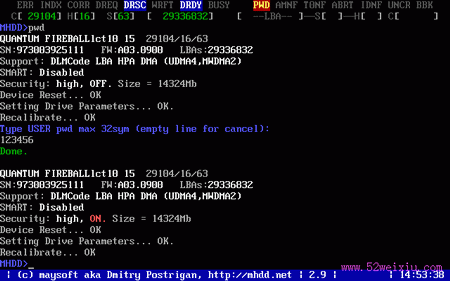 ERR INDX CORR DREQ DRSC WRFT DRDY BUSY PWD AMNF TONF ABRT IDNF UNCR BBK
C[ 29104] H[16] S[63] [ 29336832] [ --LBA--]S[ ]--H[ ] C[ ]
MHDD>pwd
QUANTUM FIREBALLlct10 15 29104/16/63
SN:973003925111 FW:A03.0900 LBAs:29336832
Support: DLMCode LBA HPA DMA (UDMA4,MWDMA2)
SMART: Disabled
Security: high, OFF. Size = 14324Mb
Device Reset... OK
Setting Drive Parameters... OK.
Recalibrate... OK
Type USER pwd max 32sym (empty line for cancel):
123456
Done.
QUANTUM FIREBALLlct10 15 29104/16/63
SN:973003925111 FW:A03.0900 LBAs:29336832
Support: DLMCode LBA HPA DMA (UDMA4,MWDMA2)
SMART: Disabled
Security: high, ON. Size = 14324Mb
Device Reset... OK
Setting Drive Parameters... OK.
Recalibrate... OK
MHDD>_
www.52weixiu.com
| (c) maysoft aka Dmitry Postrigan, http://mhdd.net | 2.9 | | 14:53:38